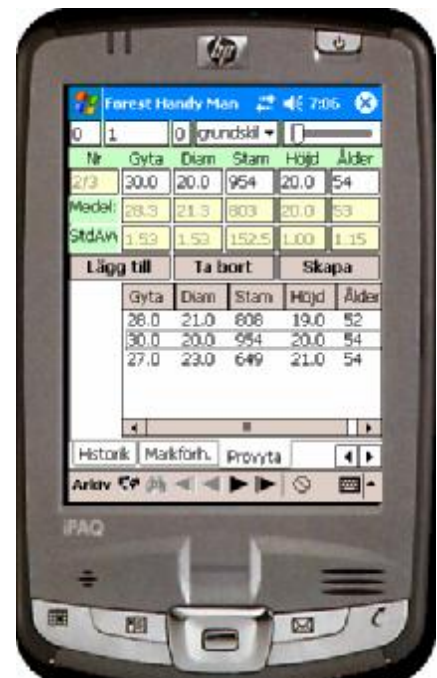 hp
Forest Handy Man 7:06
0 1 0 grundskil
Nr Gyta Diam Stam Höjd Ålder
2/3 30.0 20.0 954 20.0 54
Medel: 28.3 21.3 803 20.0 53
StdAvv 1.53 1.53 152.5 1.00 1.15
Lägg till Ta bort Skapa
Gyta Diam Stam Höjd Ålder
28.0 21.0 808 19.0 52
30.0 20.0 954 20.0 54
27.0 23.0 649 21.0 54
Historik Markförh. Provyta
Arkiv
iPAQ